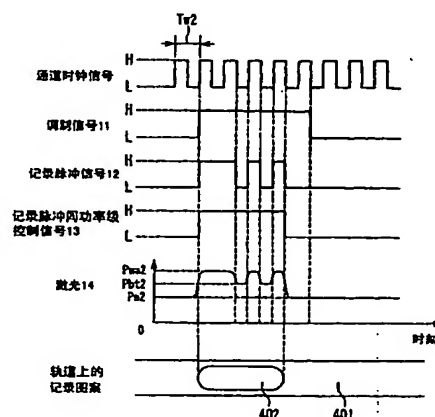 Tw2
通道时钟信号
H
L
调制信号11
H
L
记录脉冲信号12
H
L
记录脉冲间功率级
控制信号13
H
L
激光14
Pwa2
Pbt2
Pa2
0
时间
轨道上的
记录图案
402
401